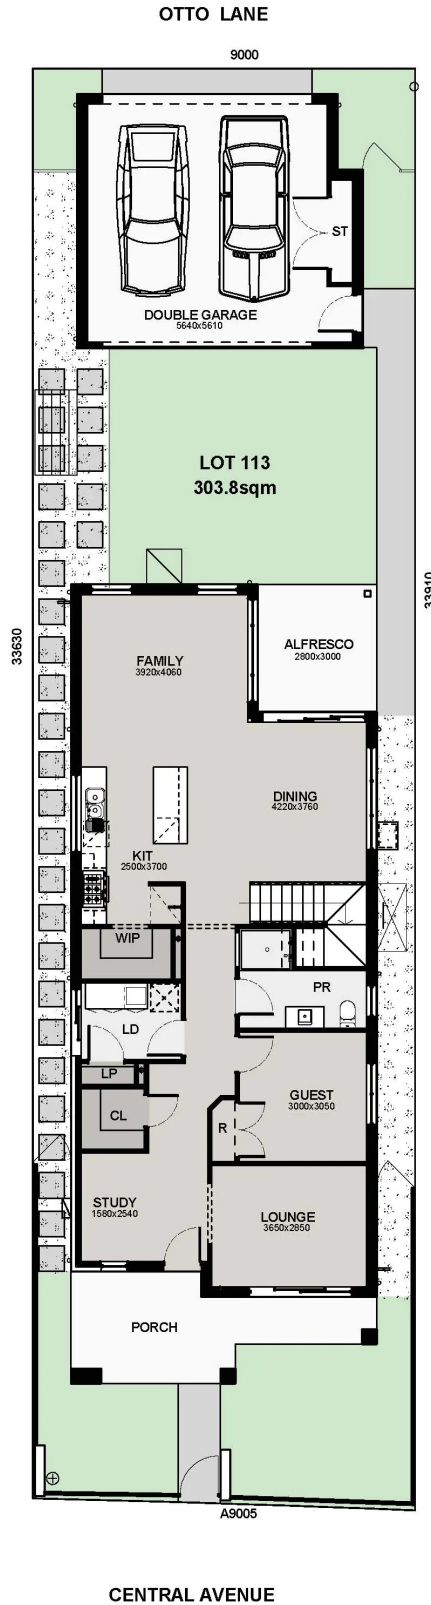 OTTO LANE
9000
ST
DOUBLE GARAGE
5640x5610
LOT 113
303.8sqm
33910
33630
ALFRESCO
2800x3000
FAMILY
3920x4060
DINING
4220x3760
KIT
2500x3700
WIP
PR
LD
LP
GUEST
3000x3050
CL
R
STUDY
1580x2540
LOUNGE
3650x2850
PORCH
A9005
CENTRAL AVENUE